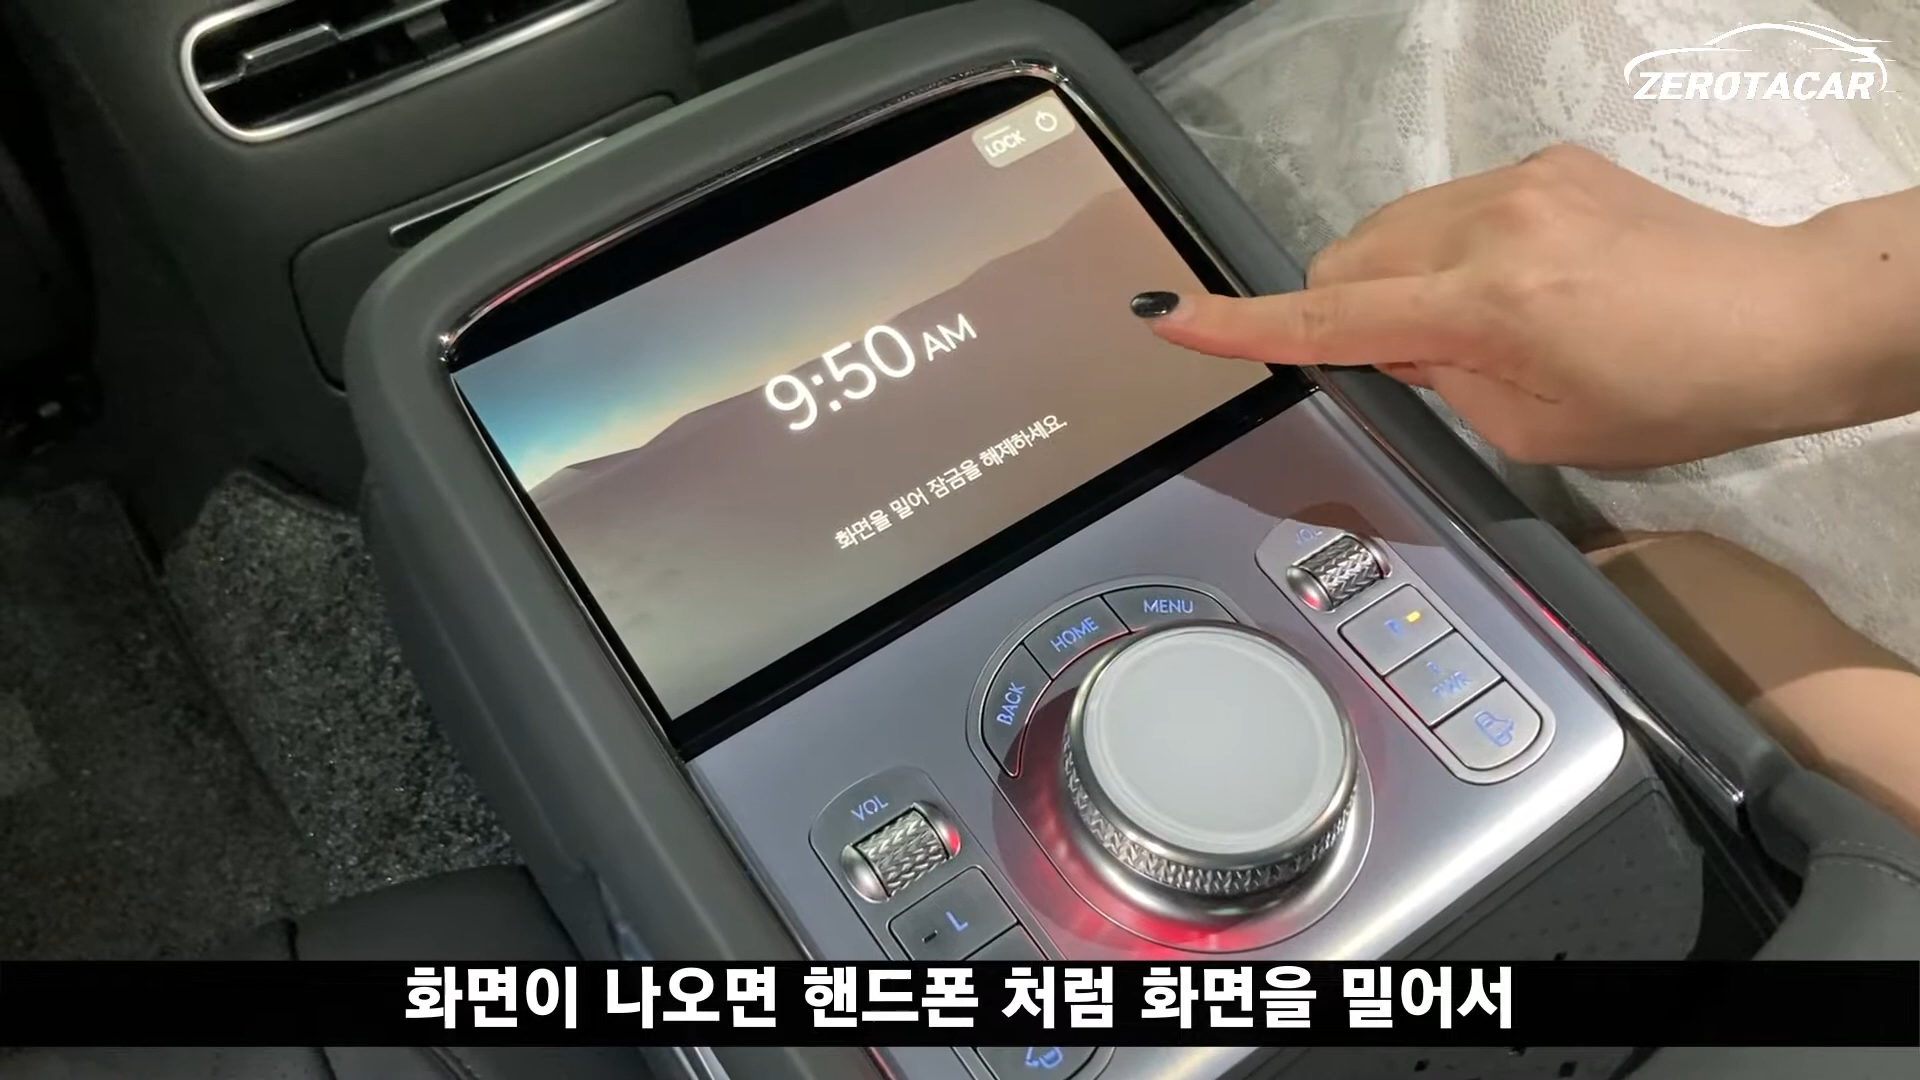 ZEROTACAR
LOCK
9:50 AM
화면을 밀어 잠금을 해제하세요.
VOL
MENU
HOME
BACK
R
PWR
VOL
- L
화면이 나오면 핸드폰 처럼 화면을 밀어서